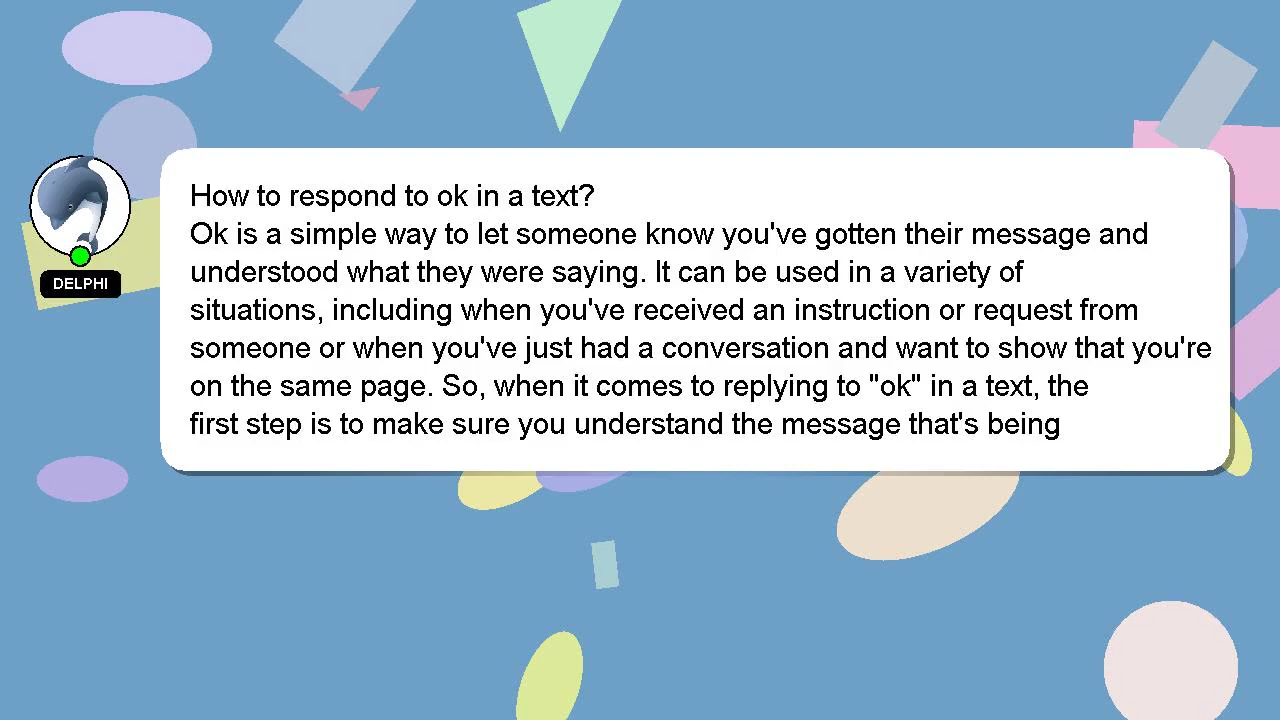 How to respond to ok in a text?
Ok is a simple way to let someone know you've gotten their message and
understood what they were saying. It can be used in a variety of
situations, including when you've received an instruction or request from
someone or when you've just had a conversation and want to show that you're
on the same page. So, when it comes to replying to "ok" in a text, the
first step is to make sure you understand the message that's being
DELPHI